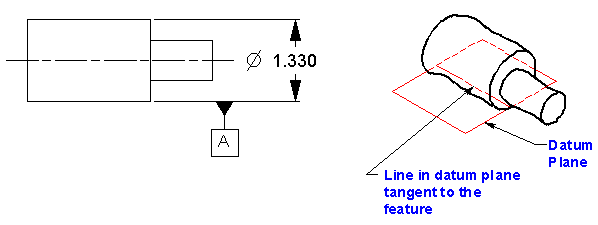 Ø 1.330
A
Datum
Plane
Line in datum plane
tangent to the
feature